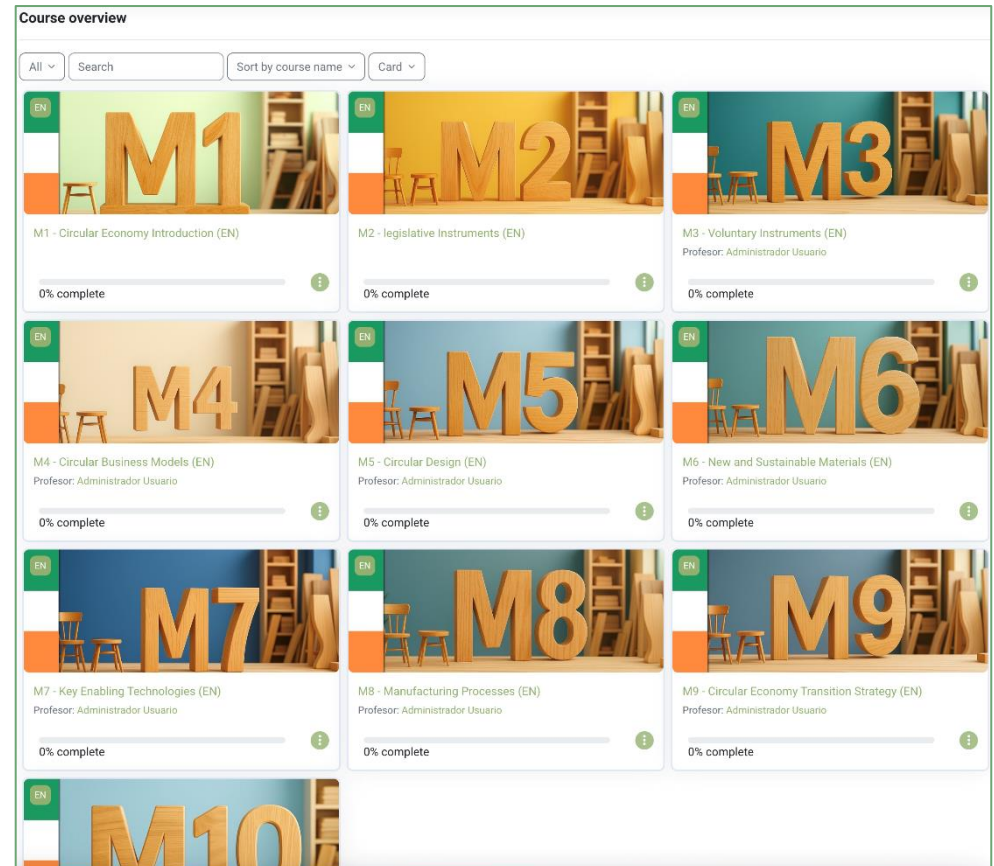 Course overview
All Search Sort by course name Card
EN EN EN
M1 M2 M3
M1 - Circular Economy Introduction (EN) M2 - legislative Instruments (EN) M3 - Voluntary Instruments (EN)
Profesor: Administrador Usuario
0% complete 0% complete 0% complete
EN EN EN
M4 M5 M6
M4 - Circular Business Models (EN) M5 - Circular Design (EN) M6 - New and Sustainable Materials (EN)
Profesor: Administrador Usuario Profesor: Administrador Usuario Profesor: Administrador Usuario
0% complete 0% complete 0% complete
EN EN EN
M7 M8 M9
M7 - Key Enabling Technologies (EN) M8 - Manufacturing Processes (EN) M9 - Circular Economy Transition Strategy (EN)
Profesor: Administrador Usuario Profesor: Administrador Usuario Profesor: Administrador Usuario
0% complete 0% complete 0% complete
EN
M10